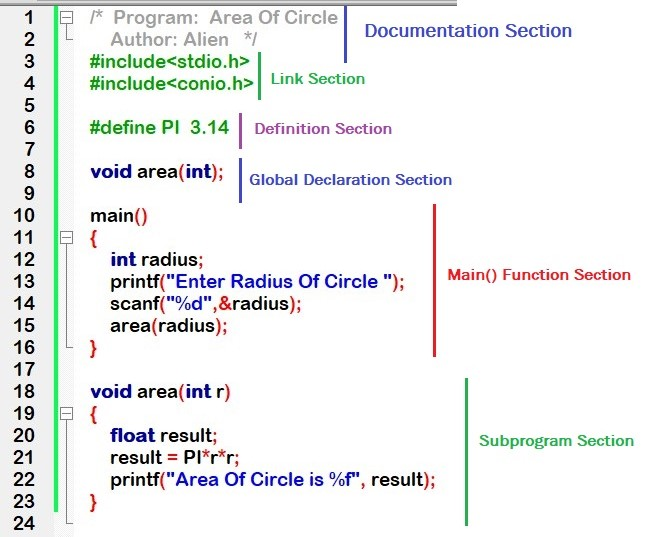 1 /* Program: Area Of Circle
2 Author: Alien */
Documentation Section
3 #include<stdio.h>
4 #include<conio.h>
Link Section
5
6 #define PI 3.14
Definition Section
7
8 void area(int);
Global Declaration Section
9
10 main()
11 {
12 int radius;
13 printf("Enter Radius Of Circle ");
Main() Function Section
14 scanf("%d",&radius);
15 area(radius);
16 }
17
18 void area(int r)
19 {
20 float result;
Subprogram Section
21 result = PI*r*r;
22 printf("Area Of Circle is %f", result);
23 }
24